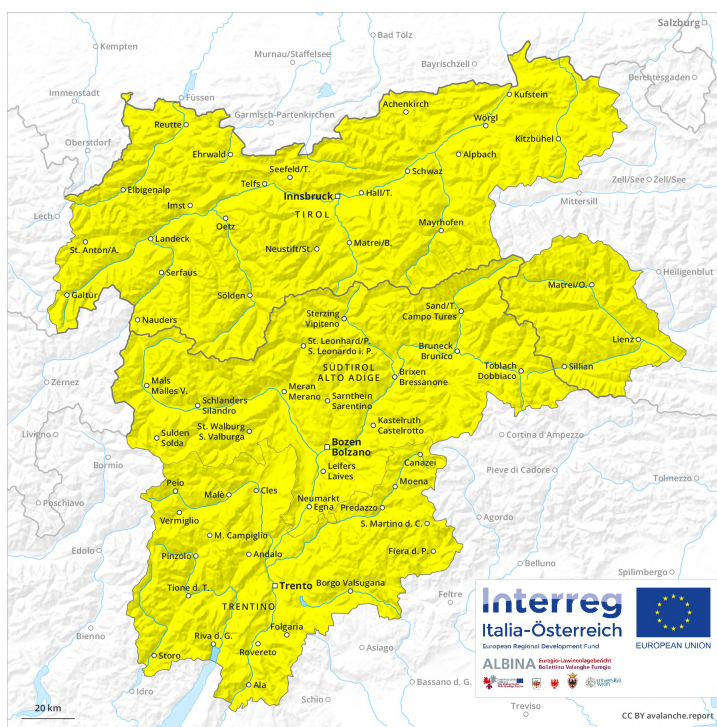 Salzburg
Bad Tölz
Kempten
Murnau/Staffelsee
Bayrischzell
Berchtesgaden
Immenstadt
Füssen
Kufstein
Garmisch-Partenkirchen
Achenkirch
Reutte
Wörgl
Oberstdorf
Kitzbühel
Ehrwald
Alpbach
Seefeld/T.
Schwaz
Telfs
Zell/See
Zell/See
Elbigenalp
Innsbruck
Hall/T.
Mittersill
Imst
TIROL
Lech
Oetz
Mayrhofen
Landeck
Matrei/B.
St. Anton/A.
Neustift/St.
Serfaus
Heiligenblut
Matrei/O.
Galtür
Sölden
Sand/T.
Campo Tures
Nauders
Sterzing
Vipiteno
Lienz
St. Leonhard/P.
S. Leonardo i. P.
Bruneck
Brunico
Toblach
Dobbiaco
Sillian
SÜDTIROL
ALTO ADIGE
Brixen
Bressanone
Zernez
Mals
Malles V.
Meran
Merano
Schlanders
Silandro
Sarnthein
Sarentino
St. Walburg
S. Valburga
Kastelruth
Castelrotto
Livigno
Sulden
Solda
Cortina d'Ampezzo
Bozen
Bolzano
Canazei
Bormio
Leifers
Laives
Pieve di Cadore
Tolmezzo
Peio
Moena
Malè
Cles
Neumarkt
Egna
Predazzo
Poschiavo
Vermiglio
Agordo
S. Martino d. C.
M. Campiglio
Edolo
Pinzolo
Andalo
Fiera d. P.
Belluno
Spilimbergo
Tione d. T.
Trento
Borgo Valsugana
Feltre
TRENTINO
Bienno
Folgaria
Riva d. G.
Rovereto
Asiago
Storo
Bassano d. G.
Ala
Idro
Schio
Treviso
Interreg
Italia-Österreich
European Regional Development Fund
EUROPEAN UNION
ALBINA
Euregio-Lawinenlagebericht
Bollettino Valanghe Euregio
universität
wien
20 km
CC BY avalanche.report